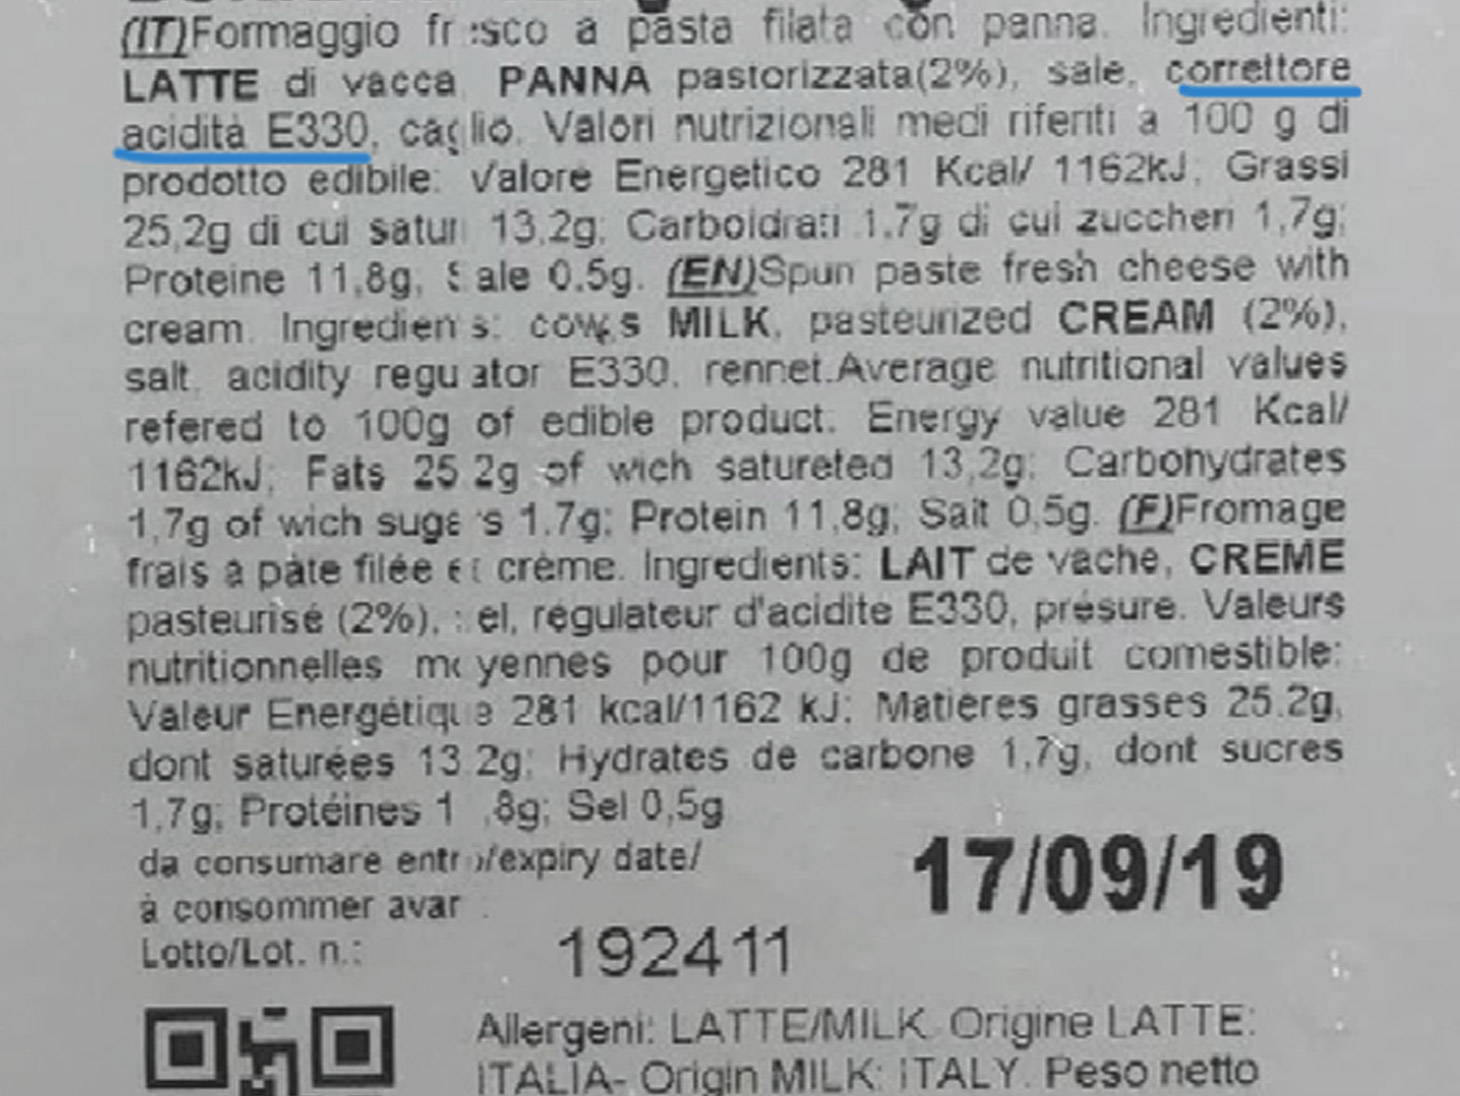 (IT)Formaggio fresco a pasta filata con panna. Ingredienti:
LATTE di vacca, PANNA pastorizzata(2%), sale, correttore
acidità E330, caglio. Valori nutrizionali medi riferiti a 100 g di
prodotto edibile: Valore Energetico 281 Kcal/ 1162kJ; Grassi
25,2g di cui saturi 13,2g; Carboidrati 1,7g di cui zuccheri 1,7g;
Proteine 11,8g, Sale 0.5g. (EN)Spun paste fresh cheese with
cream. Ingredients: cow's MILK, pasteurized CREAM (2%),
salt, acidity regulator E330, rennet.Average nutritional values
refered to 100g of edible product. Energy value 281 Kcal/
1162kJ; Fats 25,2g of wich satureted 13,2g; Carbohydrates
1,7g of wich sugars 1.7g; Protein 11,8g; Salt 0,5g. (F)Fromage
frais à pâte filée et crème. Ingredients: LAIT de vache, CREME
pasteurisé (2%), sel, régulateur d'acidite E330, présure. Valeurs
nutritionnelles moyennes pour 100g de produit comestible:
Valeur Energétique 281 kcal/1162 kJ; Matières grasses 25.2g,
dont saturées 13,2g; Hydrates de carbone 1,7g, dont sucres
1,7g; Protéines 11,8g; Sel 0,5g
da consumare entro/expiry date/
à consommer avant 17/09/19
Lotto/Lot. n.: 192411
Allergeni: LATTE/MILK. Origine LATTE:
ITALIA- Origin MILK: ITALY. Peso netto